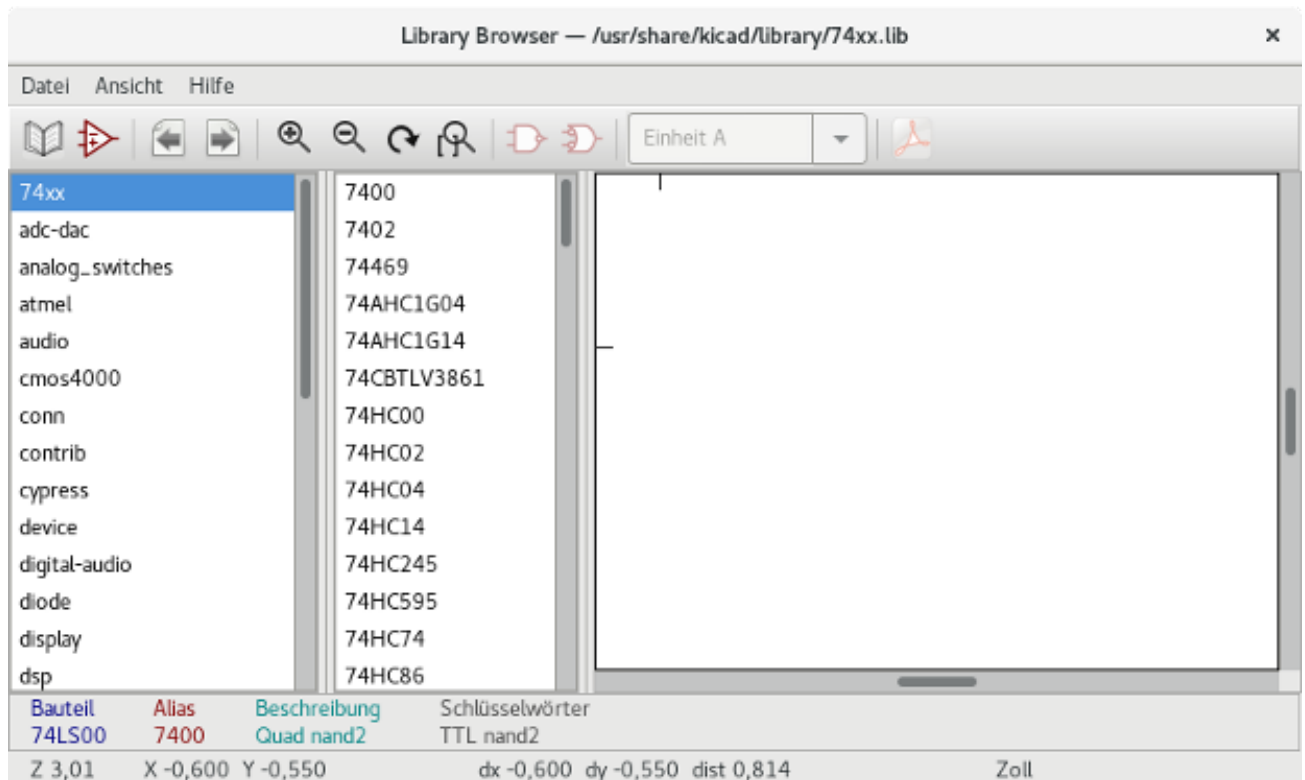 Library Browser — /usr/share/kicad/library/74xx.lib
Datei Ansicht Hilfe
Einheit A
74xx
adc-dac
analog_switches
atmel
audio
cmos4000
conn
contrib
cypress
device
digital-audio
diode
display
dsp
7400
7402
74469
74AHC1G04
74AHC1G14
74CBTLV3861
74HC00
74HC02
74HC04
74HC14
74HC245
74HC595
74HC74
74HC86
Bauteil Alias Beschreibung Schlüsselwörter
74LS00 7400 Quad nand2 TTL nand2
Z 3,01 X -0,600 Y -0,550 dx -0,600 dy -0,550 dist 0,814 Zoll